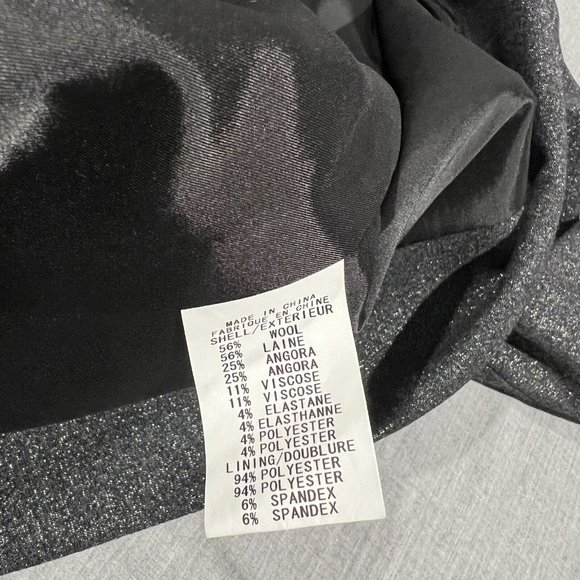 MADE IN CHINA
FABRIQUE EN CHINE
SHELL/EXTERIEUR
56% WOOL
56% LAINE
25% ANGORA
25% ANGORA
11% VISCOSE
11% VISCOSE
4% ELASTANE
4% ELASTHANNE
4% POLYESTER
4% POLYESTER
LINING/DOUBLURE
94% POLYESTER
94% POLYESTER
6% SPANDEX
6% SPANDEX